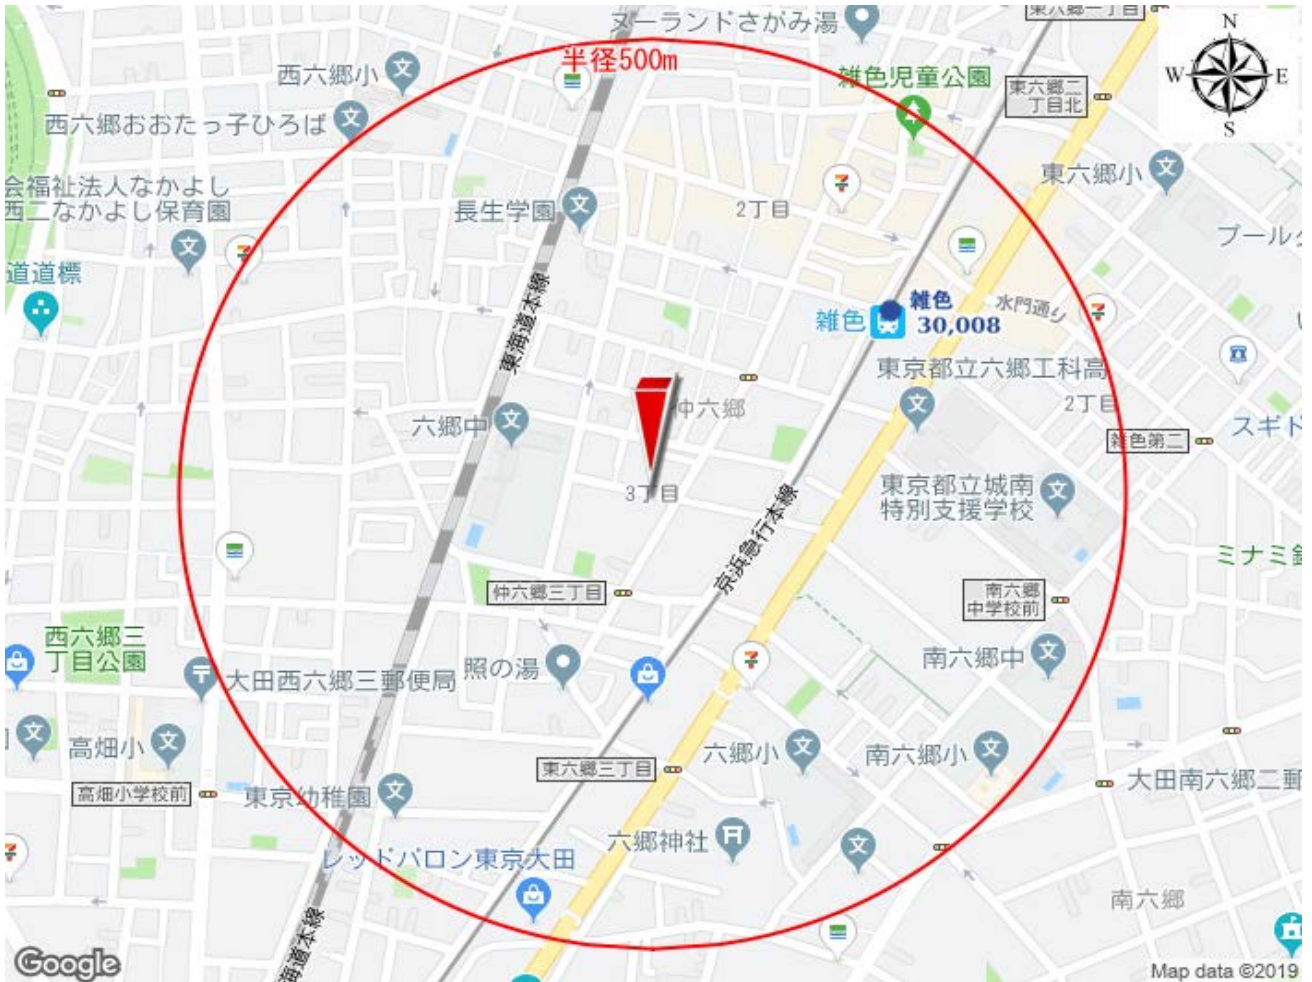 ヌーランドさがみ湯
東六郷一丁目
N
W
E
S
半径500m
西六郷小
雑色児童公園
東六郷二
丁目北
西六郷おおたっ子ひろば
東六郷小
会福祉法人なかよし
西二なかよし保育園
長生学園
2丁目
プール
道道標
東海道本線
雑色
雑色
30,008
水門通り
東京都立六郷工科高
2丁目
仲六郷
六郷中
雑色第二
スギド
3丁目
東京都立城南
特別支援学校
京浜急行本線
ミナミ
仲六郷三丁目
南六郷
中学校前
西六郷三
丁目公園
大田西六郷三郵便局
照の湯
南六郷中
高畑小
六郷小
南六郷小
東六郷三丁目
大田南六郷二郵
高畑小学校前
東京幼稚園
六郷神社
レッドバロン東京大田
南六郷
海道本線
Google
Map data ©2019